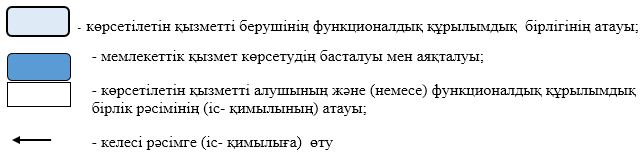 - көрсетілетін қызметті берушінің функционалдық құрылымдық бірлігінің атауы;
- мемлекеттік қызмет көрсетудің басталуы мен аяқталуы;
- көрсетілетін қызметті алушының және (немесе) функционалдық құрылымдық
бірлік рәсімінің (іс- қимылының) атауы;
- келесі рәсімге (іс- қимылыға) өту